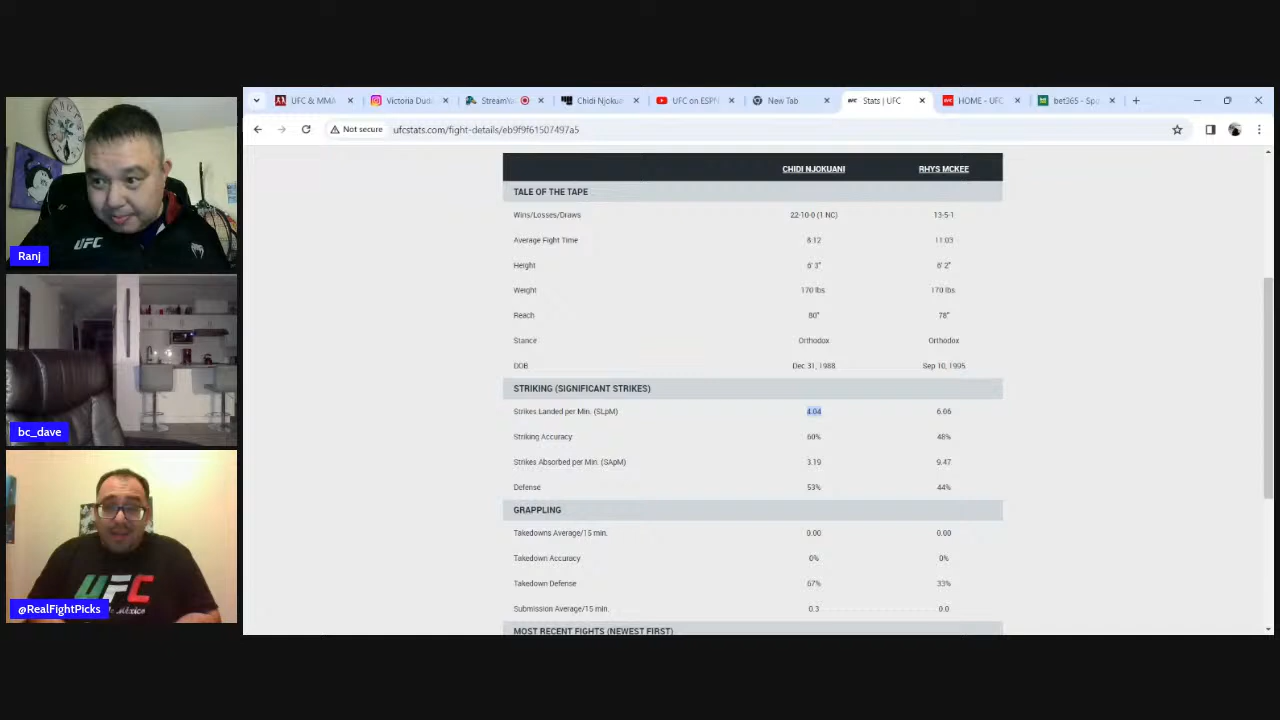 UFC & MMA
Victoria Dud
StreamYa
Chidi Njokue
UFC on ESPN
New Tab
Stats | UFC
HOME - UFC
bet365 - Spo
Not secure
ufcstats.com/fight-details/eb9f9f61507497a5
CHIDI NJOKUANI RHYS MCKEE
TALE OF THE TAPE
Wins/Losses/Draws 22-10-0 (1 NC) 13-5-1
Average Fight Time 8:12 11:03
Height 6' 3" 6' 2"
Weight 170 lbs. 170 lbs.
Reach 80" 78"
Stance Orthodox Orthodox
DOB Dec 31, 1988 Sep 10, 1995
STRIKING (SIGNIFICANT STRIKES)
Strikes Landed per Min. (SLpM) 4.04 6.06
Striking Accuracy 60% 48%
Strikes Absorbed per Min. (SApM) 3.19 9.47
Defense 53% 44%
GRAPPLING
Takedowns Average/15 min. 0.00 0.00
Takedown Accuracy 0% 0%
Takedown Defense 67% 33%
Submission Average/15 min. 0.3 0.0
MOST RECENT FIGHTS (NEWEST FIRST)
UFC
Ranj
bc_dave
UFC
@RealFightPicks